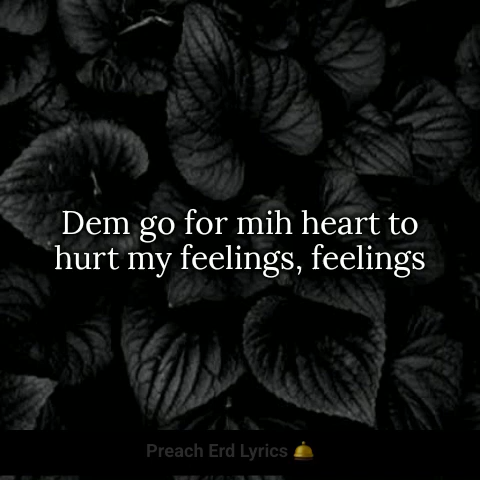 Dem go for mih heart to
hurt my feelings, feelings
Preach Erd Lyrics 🛎️